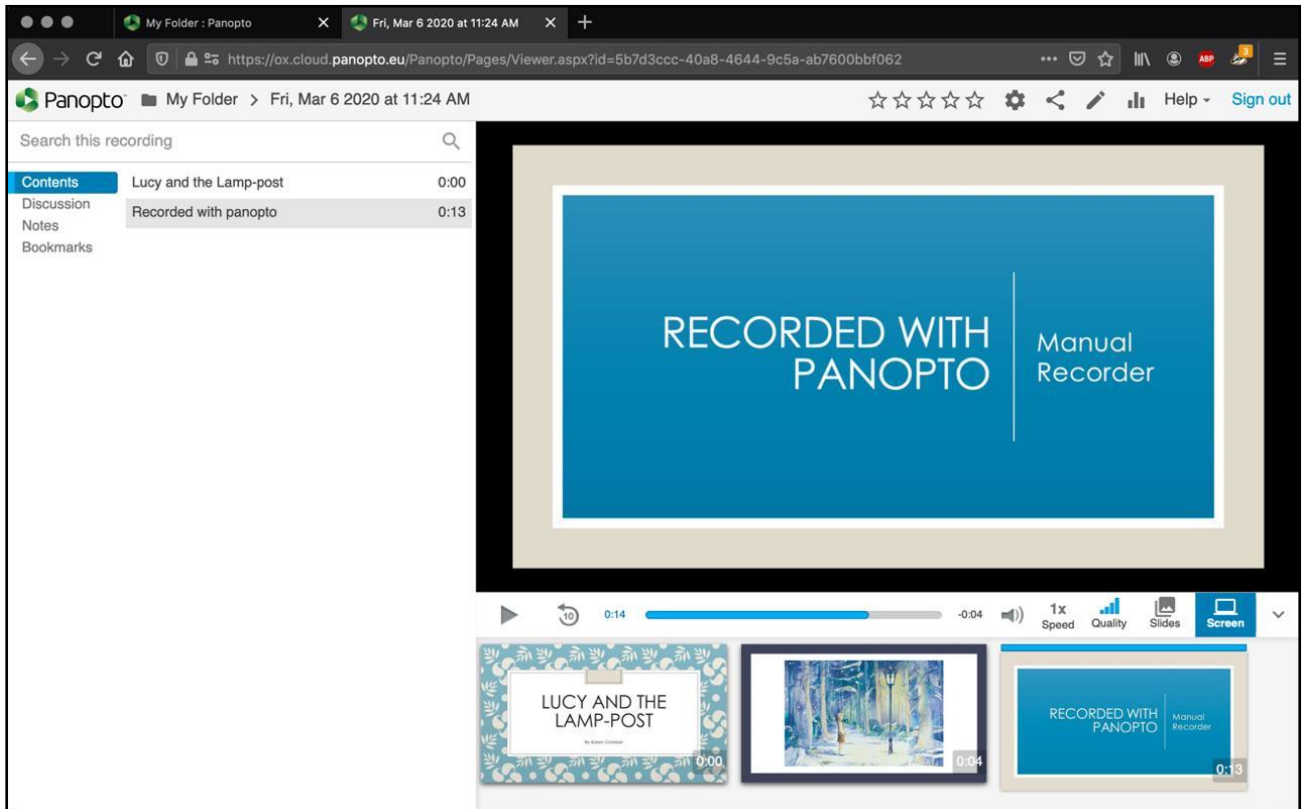 My Folder : Panopto
Fri, Mar 6 2020 at 11:24 AM
https://ox.cloud.panopto.eu/Panopto/Pages/Viewer.aspx?id=5b7d3ccc-40a8-4644-9c5a-ab7600bbf062
ABP
3
Panopto My Folder > Fri, Mar 6 2020 at 11:24 AM
Help
Sign out
Search this recording
Contents
Discussion
Notes
Bookmarks
Lucy and the Lamp-post 0:00
Recorded with panopto 0:13
RECORDED WITH
PANOPTO
Manual
Recorder
10
0:14
-0:04
1x
Speed
Quality
Slides
Screen
LUCY AND THE
LAMP-POST
0:00
0:04
RECORDED WITH
PANOPTO
Manual
Recorder
0:13